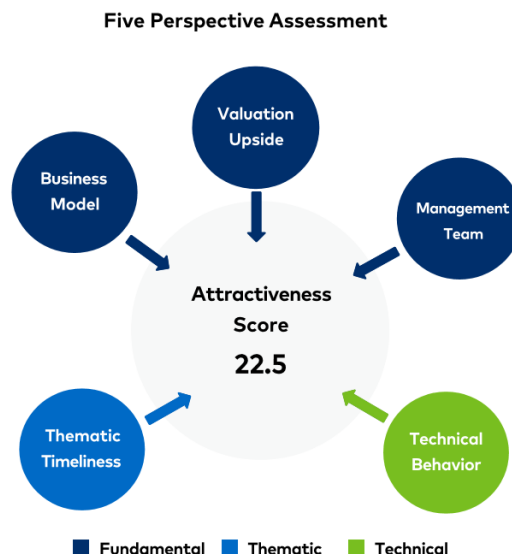 Five Perspective Assessment
Valuation
Upside
Business
Model
Management
Team
Attractiveness
Score
22.5
Thematic
Timeliness
Technical
Behavior
Fundamental Thematic Technical